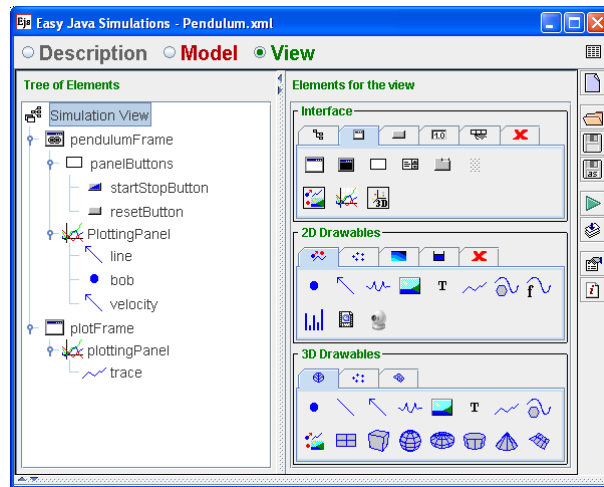 Ejs Easy Java Simulations - Pendulum.xml
Description Model View
Tree of Elements
Simulation View
pendulumFrame
panelButtons
startStopButton
resetButton
PlottingPanel
line
bob
velocity
plotFrame
plottingPanel
trace
Elements for the view
Interface
1.0
3D
2D Drawables
T
f
3D Drawables
T
as
i